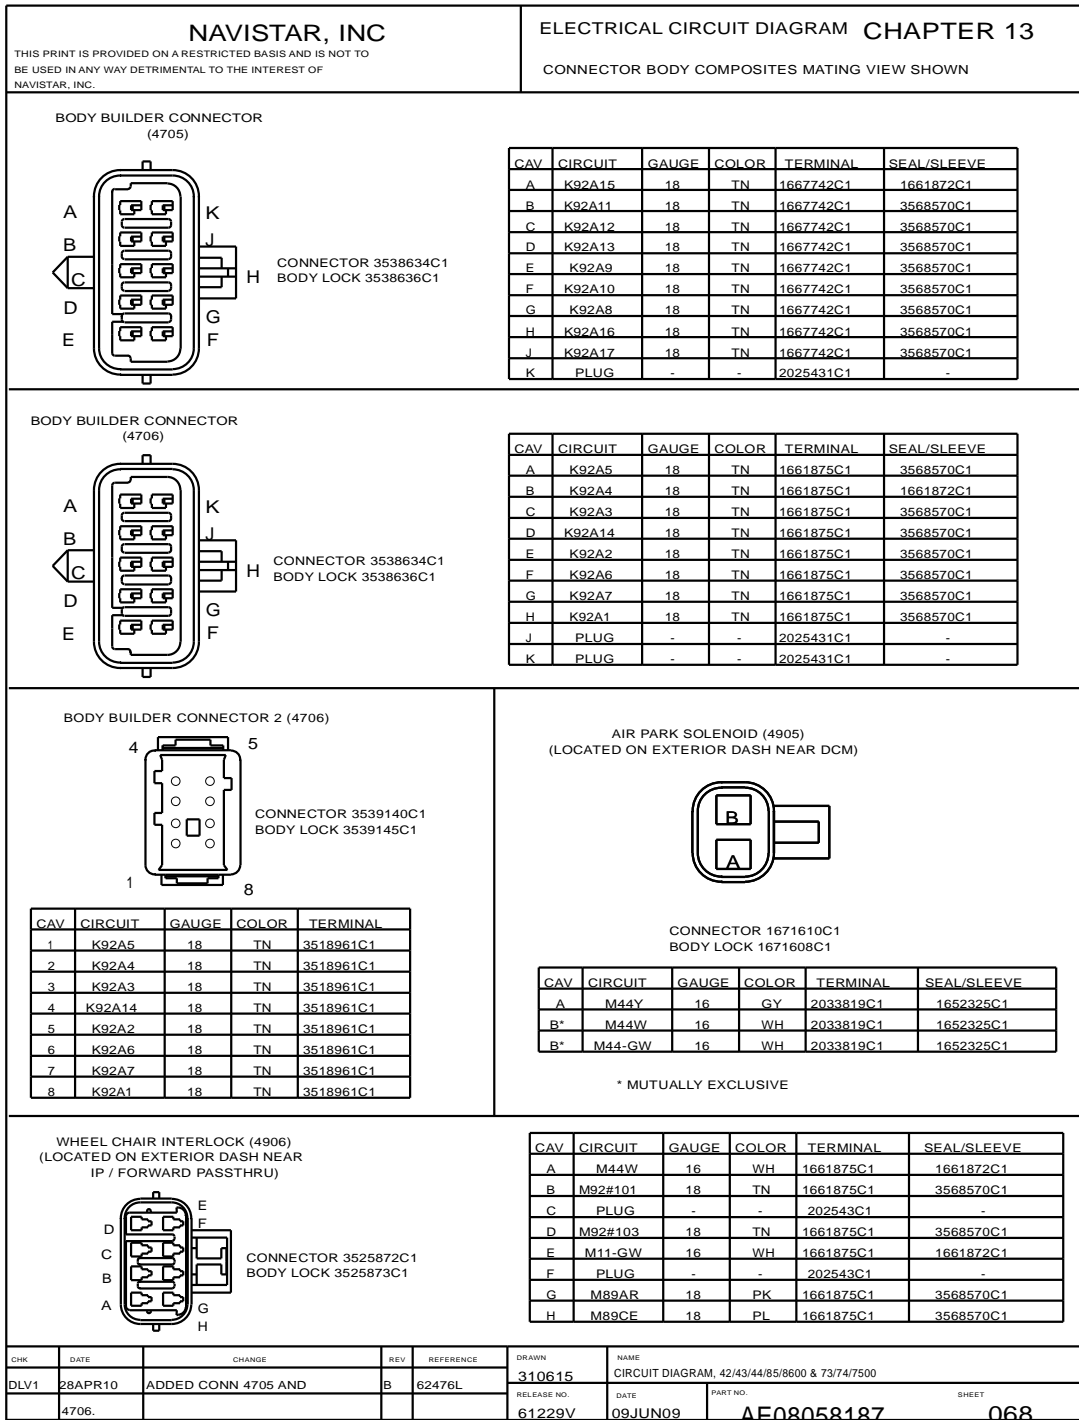 NAVISTAR, INC
THIS PRINT IS PROVIDED ON A RESTRICTED BASIS AND IS NOT TO
BE USED IN ANY WAY DETRIMENTAL TO THE INTEREST OF
NAVISTAR, INC.
ELECTRICAL CIRCUIT DIAGRAM CHAPTER 13
CONNECTOR BODY COMPOSITES MATING VIEW SHOWN
BODY BUILDER CONNECTOR
(4705)
A K
B J
C H
D G
E F
CONNECTOR 3538634C1
BODY LOCK 3538636C1
CAV CIRCUIT GAUGE COLOR TERMINAL SEAL/SLEEVE
A K92A15 18 TN 1667742C1 1661872C1
B K92A11 18 TN 1667742C1 3568570C1
C K92A12 18 TN 1667742C1 3568570C1
D K92A13 18 TN 1667742C1 3568570C1
E K92A9 18 TN 1667742C1 3568570C1
F K92A10 18 TN 1667742C1 3568570C1
G K92A8 18 TN 1667742C1 3568570C1
H K92A16 18 TN 1667742C1 3568570C1
J K92A17 18 TN 1667742C1 3568570C1
K PLUG - - 2025431C1 -
BODY BUILDER CONNECTOR
(4706)
A K
B J
C H
D G
E F
CONNECTOR 3538634C1
BODY LOCK 3538636C1
CAV CIRCUIT GAUGE COLOR TERMINAL SEAL/SLEEVE
A K92A5 18 TN 1661875C1 3568570C1
B K92A4 18 TN 1661875C1 1661872C1
C K92A3 18 TN 1661875C1 3568570C1
D K92A14 18 TN 1661875C1 3568570C1
E K92A2 18 TN 1661875C1 3568570C1
F K92A6 18 TN 1661875C1 3568570C1
G K92A7 18 TN 1661875C1 3568570C1
H K92A1 18 TN 1661875C1 3568570C1
J PLUG - - 2025431C1 -
K PLUG - - 2025431C1 -
BODY BUILDER CONNECTOR 2 (4706)
4 5
CONNECTOR 3539140C1
BODY LOCK 3539145C1
1 8
CAV CIRCUIT GAUGE COLOR TERMINAL
1 K92A5 18 TN 3518961C1
2 K92A4 18 TN 3518961C1
3 K92A3 18 TN 3518961C1
4 K92A14 18 TN 3518961C1
5 K92A2 18 TN 3518961C1
6 K92A6 18 TN 3518961C1
7 K92A7 18 TN 3518961C1
8 K92A1 18 TN 3518961C1
AIR PARK SOLENOID (4905)
(LOCATED ON EXTERIOR DASH NEAR DCM)
B
A
CONNECTOR 1671610C1
BODY LOCK 1671608C1
CAV CIRCUIT GAUGE COLOR TERMINAL SEAL/SLEEVE
A M44Y 16 GY 2033819C1 1652325C1
B* M44W 16 WH 2033819C1 1652325C1
B* M44-GW 16 WH 2033819C1 1652325C1
* MUTUALLY EXCLUSIVE
WHEEL CHAIR INTERLOCK (4906)
(LOCATED ON EXTERIOR DASH NEAR
IP / FORWARD PASSTHRU)
E
D F
C
B
A G
H
CONNECTOR 3525872C1
BODY LOCK 3525873C1
CAV CIRCUIT GAUGE COLOR TERMINAL SEAL/SLEEVE
A M44W 16 WH 1661875C1 1661872C1
B M92#101 18 TN 1661875C1 3568570C1
C PLUG - - 202543C1 -
D M92#103 18 TN 1661875C1 3568570C1
E M11-GW 16 WH 1661875C1 1661872C1
F PLUG - - 202543C1 -
G M89AR 18 PK 1661875C1 3568570C1
H M89CE 18 PL 1661875C1 3568570C1
CHK DATE CHANGE REV REFERENCE
DLV1 28APR10 ADDED CONN 4705 AND B 62476L
4706.
DRAWN NAME
310615 CIRCUIT DIAGRAM, 42/43/44/85/8600 & 73/74/7500
RELEASE NO. DATE PART NO. SHEET
61229V 09JUN09 AE08058187 068